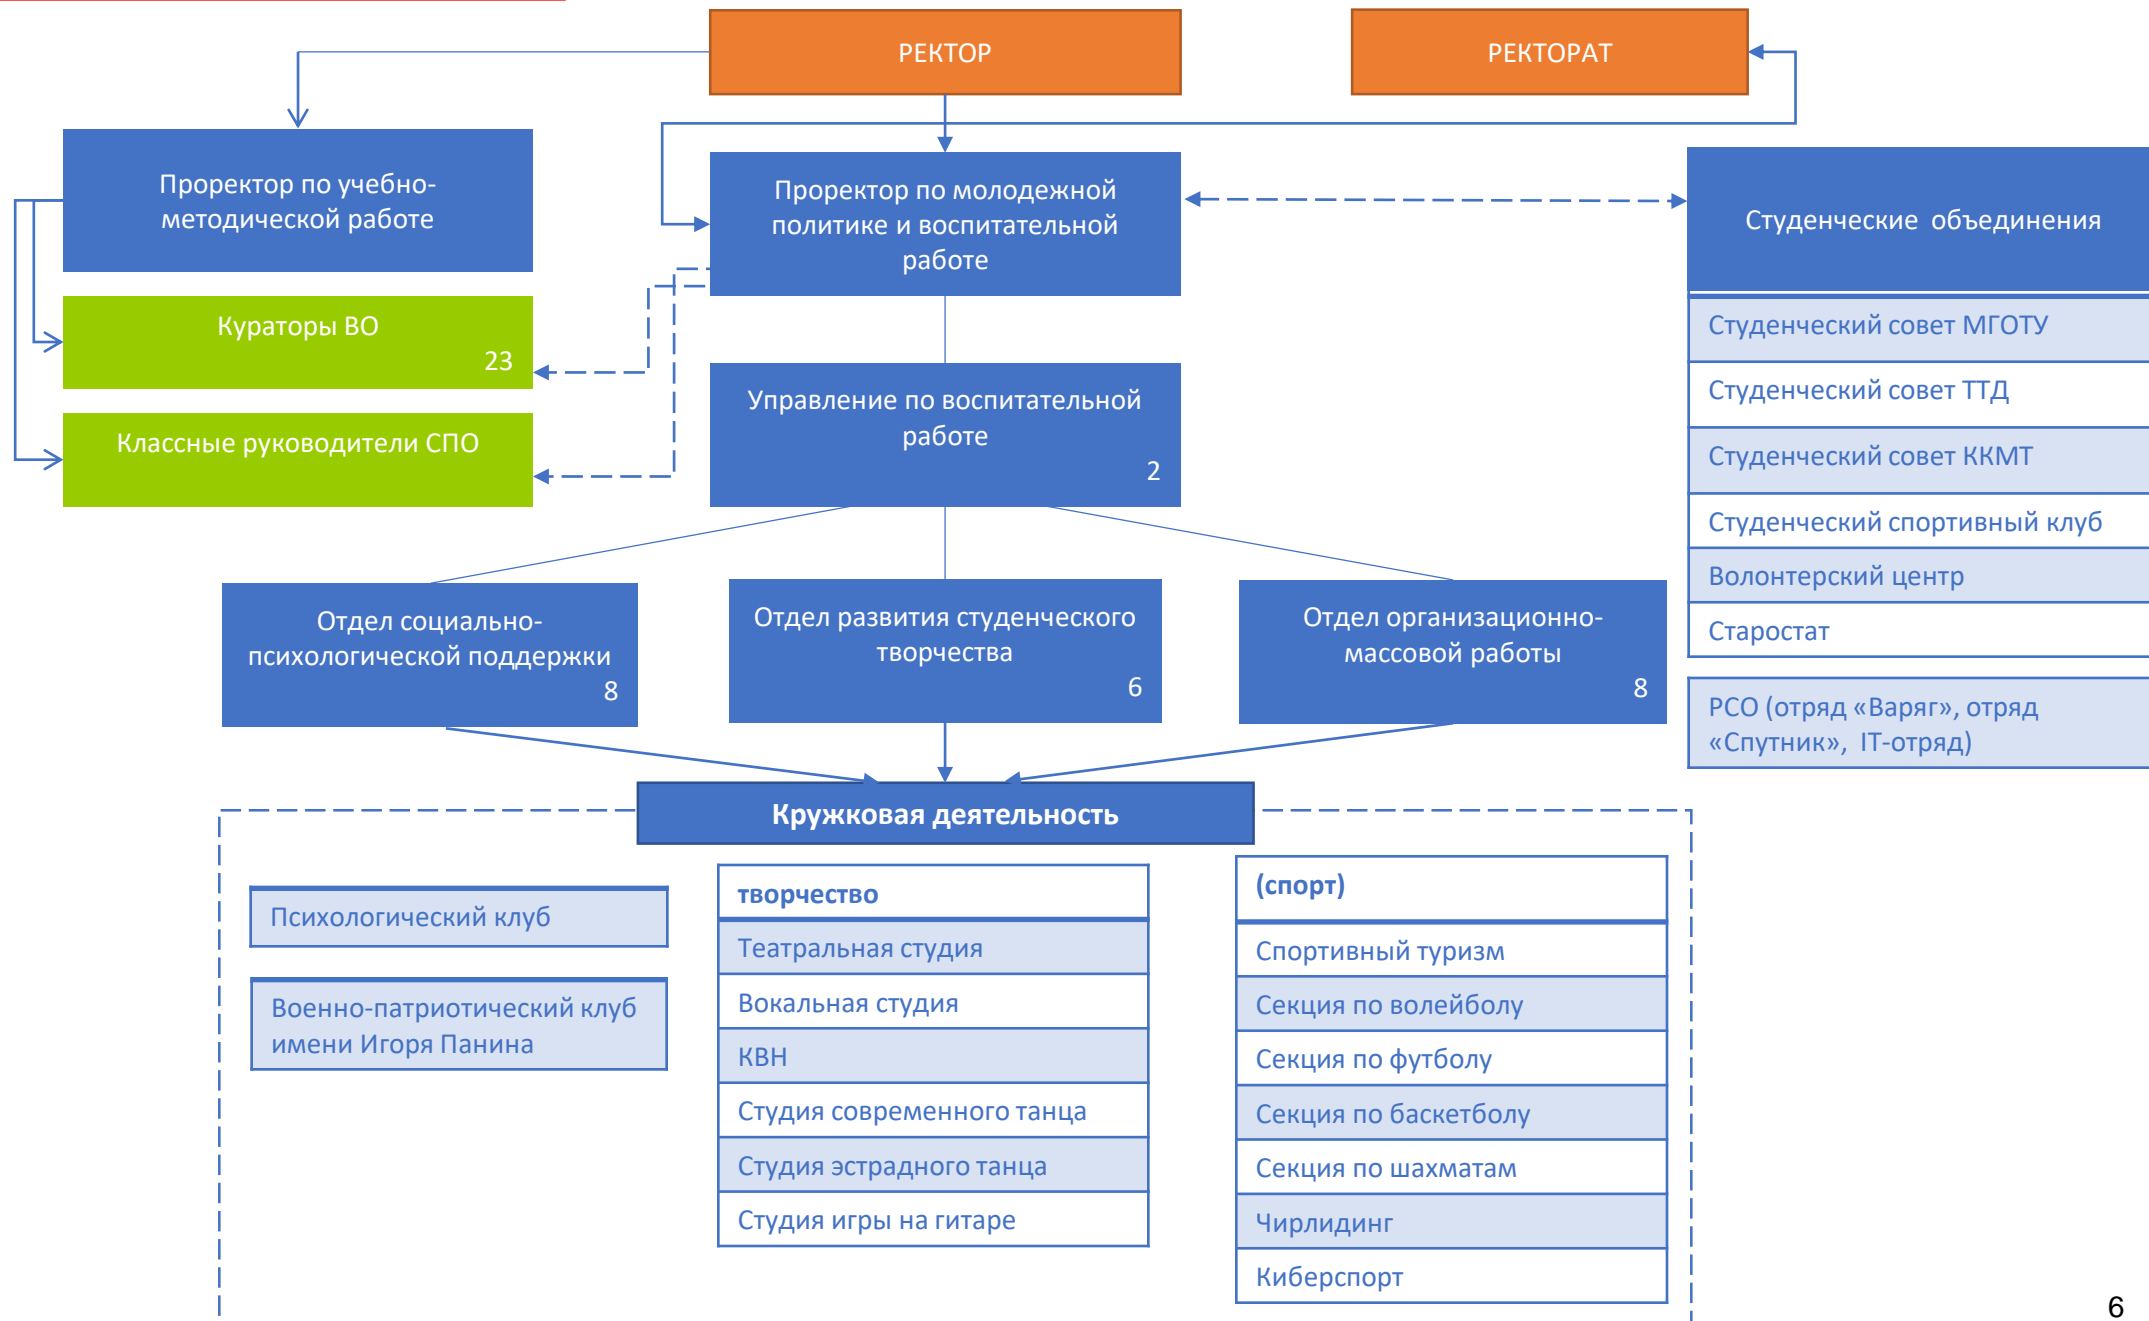 РЕКТОР
РЕКТОРАТ
Проректор по учебно-
методической работе
Проректор по молодежной
политике и воспитательной
работе
Студенческие  объединения
Кураторы ВО
23
Классные руководители СПО
Управление по воспитательной
работе
2
Студенческий совет МГОТУ
Студенческий совет ТТД
Студенческий совет ККМТ
Студенческий спортивный клуб
Волонтерский центр
Старостат
РСО (отряд «Варяг», отряд
«Спутник»,  IT-отряд)
Отдел социально-
психологической поддержки
8
Отдел развития студенческого
творчества
6
Отдел организационно-
массовой работы
8
Кружковая деятельность
Психологический клуб
Военно-патриотический клуб
имени Игоря Панина
творчество
Театральная студия
Вокальная студия
КВН
Студия современного танца
Студия эстрадного танца
Студия игры на гитаре
(спорт)
Спортивный туризм
Секция по волейболу
Секция по футболу
Секция по баскетболу
Секция по шахматам
Чирлидинг
Киберспорт
6